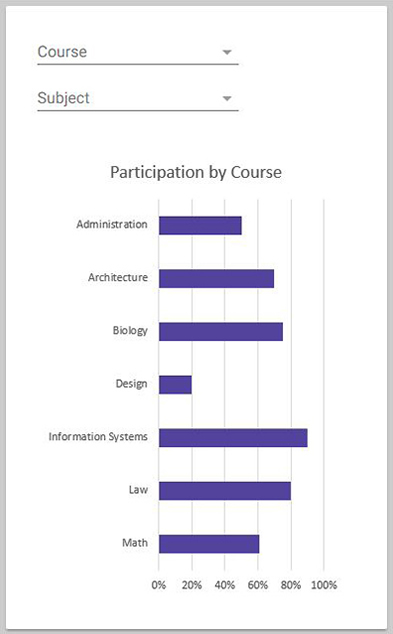 Course
Subject
Participation by Course
Administration
Architecture
Biology
Design
Information Systems
Law
Math
0% 20% 40% 60% 80% 100%